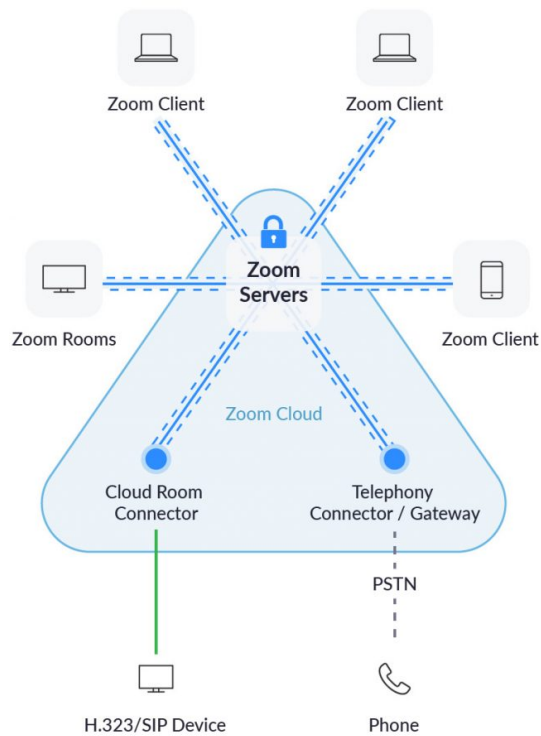 Zoom Client
Zoom Client
Zoom
Servers
Zoom Rooms
Zoom Client
Zoom Cloud
Cloud Room
Connector
Telephony
Connector / Gateway
PSTN
H.323/SIP Device
Phone